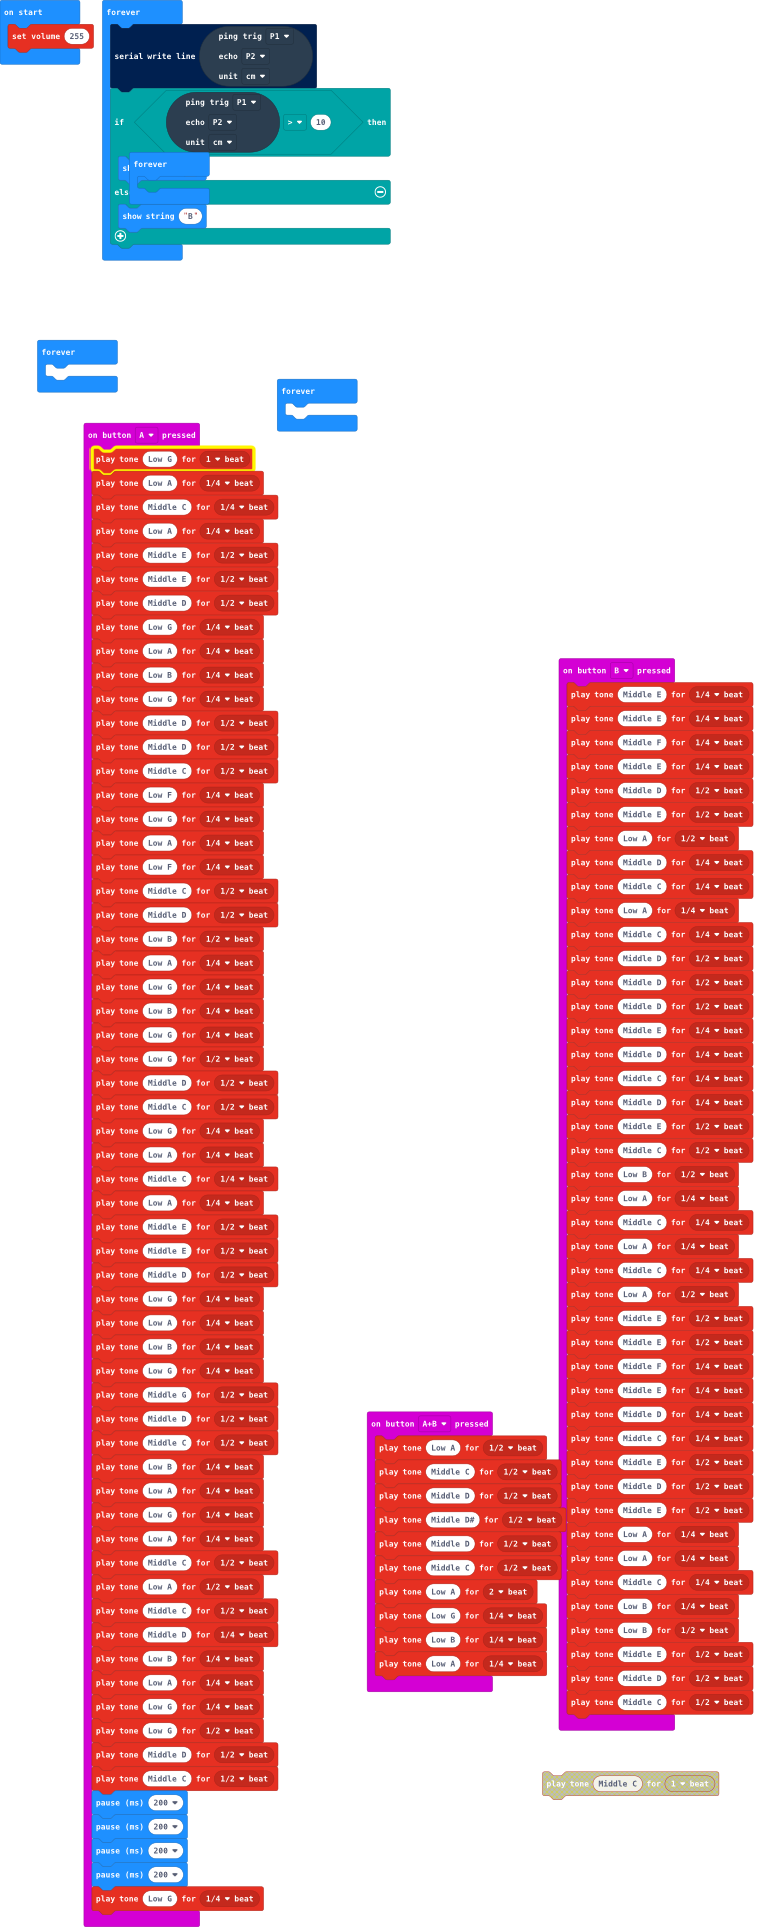 on start
set volume 255
forever
serial write line ping trig P1 echo P2 unit cm
if ping trig P1 echo P2 unit cm > 10 then
forever
show string "B"
forever
forever
on button A pressed
play tone Low G for 1 beat
play tone Low A for 1/4 beat
play tone Middle C for 1/4 beat
play tone Low A for 1/4 beat
play tone Middle E for 1/2 beat
play tone Middle E for 1/2 beat
play tone Middle D for 1/2 beat
play tone Low G for 1/4 beat
play tone Low A for 1/4 beat
play tone Low B for 1/4 beat
play tone Low G for 1/4 beat
play tone Middle D for 1/2 beat
play tone Middle D for 1/2 beat
play tone Middle C for 1/2 beat
play tone Low F for 1/4 beat
play tone Low G for 1/4 beat
play tone Low A for 1/4 beat
play tone Low F for 1/4 beat
play tone Middle C for 1/2 beat
play tone Middle D for 1/2 beat
play tone Low B for 1/2 beat
play tone Low A for 1/4 beat
play tone Low G for 1/4 beat
play tone Low B for 1/4 beat
play tone Low G for 1/4 beat
play tone Low G for 1/2 beat
play tone Middle D for 1/2 beat
play tone Middle C for 1/2 beat
play tone Low G for 1/4 beat
play tone Low A for 1/4 beat
play tone Middle C for 1/4 beat
play tone Low A for 1/4 beat
play tone Middle E for 1/2 beat
play tone Middle E for 1/2 beat
play tone Middle D for 1/2 beat
play tone Low G for 1/4 beat
play tone Low A for 1/4 beat
play tone Low B for 1/4 beat
play tone Low G for 1/4 beat
play tone Middle G for 1/2 beat
play tone Middle D for 1/2 beat
play tone Middle C for 1/2 beat
play tone Low B for 1/4 beat
play tone Low A for 1/4 beat
play tone Low G for 1/4 beat
play tone Low A for 1/4 beat
play tone Middle C for 1/2 beat
play tone Low A for 1/2 beat
play tone Middle C for 1/2 beat
play tone Middle D for 1/4 beat
play tone Low B for 1/4 beat
play tone Low A for 1/4 beat
play tone Low G for 1/4 beat
play tone Low G for 1/2 beat
play tone Middle D for 1/2 beat
play tone Middle C for 1/2 beat
pause (ms) 200
pause (ms) 200
pause (ms) 200
pause (ms) 200
play tone Low G for 1/4 beat
on button A+B pressed
play tone Low A for 1/2 beat
play tone Middle C for 1/2 beat
play tone Middle D for 1/2 beat
play tone Middle D# for 1/2 beat
play tone Middle D for 1/2 beat
play tone Middle C for 1/2 beat
play tone Low A for 2 beat
play tone Low G for 1/4 beat
play tone Low B for 1/4 beat
play tone Low A for 1/4 beat
on button B pressed
play tone Middle E for 1/4 beat
play tone Middle E for 1/4 beat
play tone Middle F for 1/4 beat
play tone Middle E for 1/4 beat
play tone Middle D for 1/2 beat
play tone Middle E for 1/2 beat
play tone Low A for 1/2 beat
play tone Middle D for 1/4 beat
play tone Middle C for 1/4 beat
play tone Low A for 1/4 beat
play tone Middle C for 1/4 beat
play tone Middle D for 1/2 beat
play tone Middle D for 1/2 beat
play tone Middle D for 1/2 beat
play tone Middle E for 1/4 beat
play tone Middle D for 1/4 beat
play tone Middle C for 1/4 beat
play tone Middle D for 1/4 beat
play tone Middle E for 1/2 beat
play tone Middle C for 1/2 beat
play tone Low B for 1/2 beat
play tone Low A for 1/4 beat
play tone Middle C for 1/4 beat
play tone Low A for 1/4 beat
play tone Middle C for 1/4 beat
play tone Low A for 1/2 beat
play tone Middle E for 1/2 beat
play tone Middle E for 1/2 beat
play tone Middle F for 1/4 beat
play tone Middle E for 1/4 beat
play tone Middle D for 1/4 beat
play tone Middle C for 1/4 beat
play tone Middle E for 1/2 beat
play tone Middle D for 1/2 beat
play tone Middle E for 1/2 beat
play tone Low A for 1/4 beat
play tone Low A for 1/4 beat
play tone Middle C for 1/4 beat
play tone Low B for 1/4 beat
play tone Low B for 1/2 beat
play tone Middle E for 1/2 beat
play tone Middle D for 1/2 beat
play tone Middle C for 1/2 beat
play tone Middle C for 1 beat